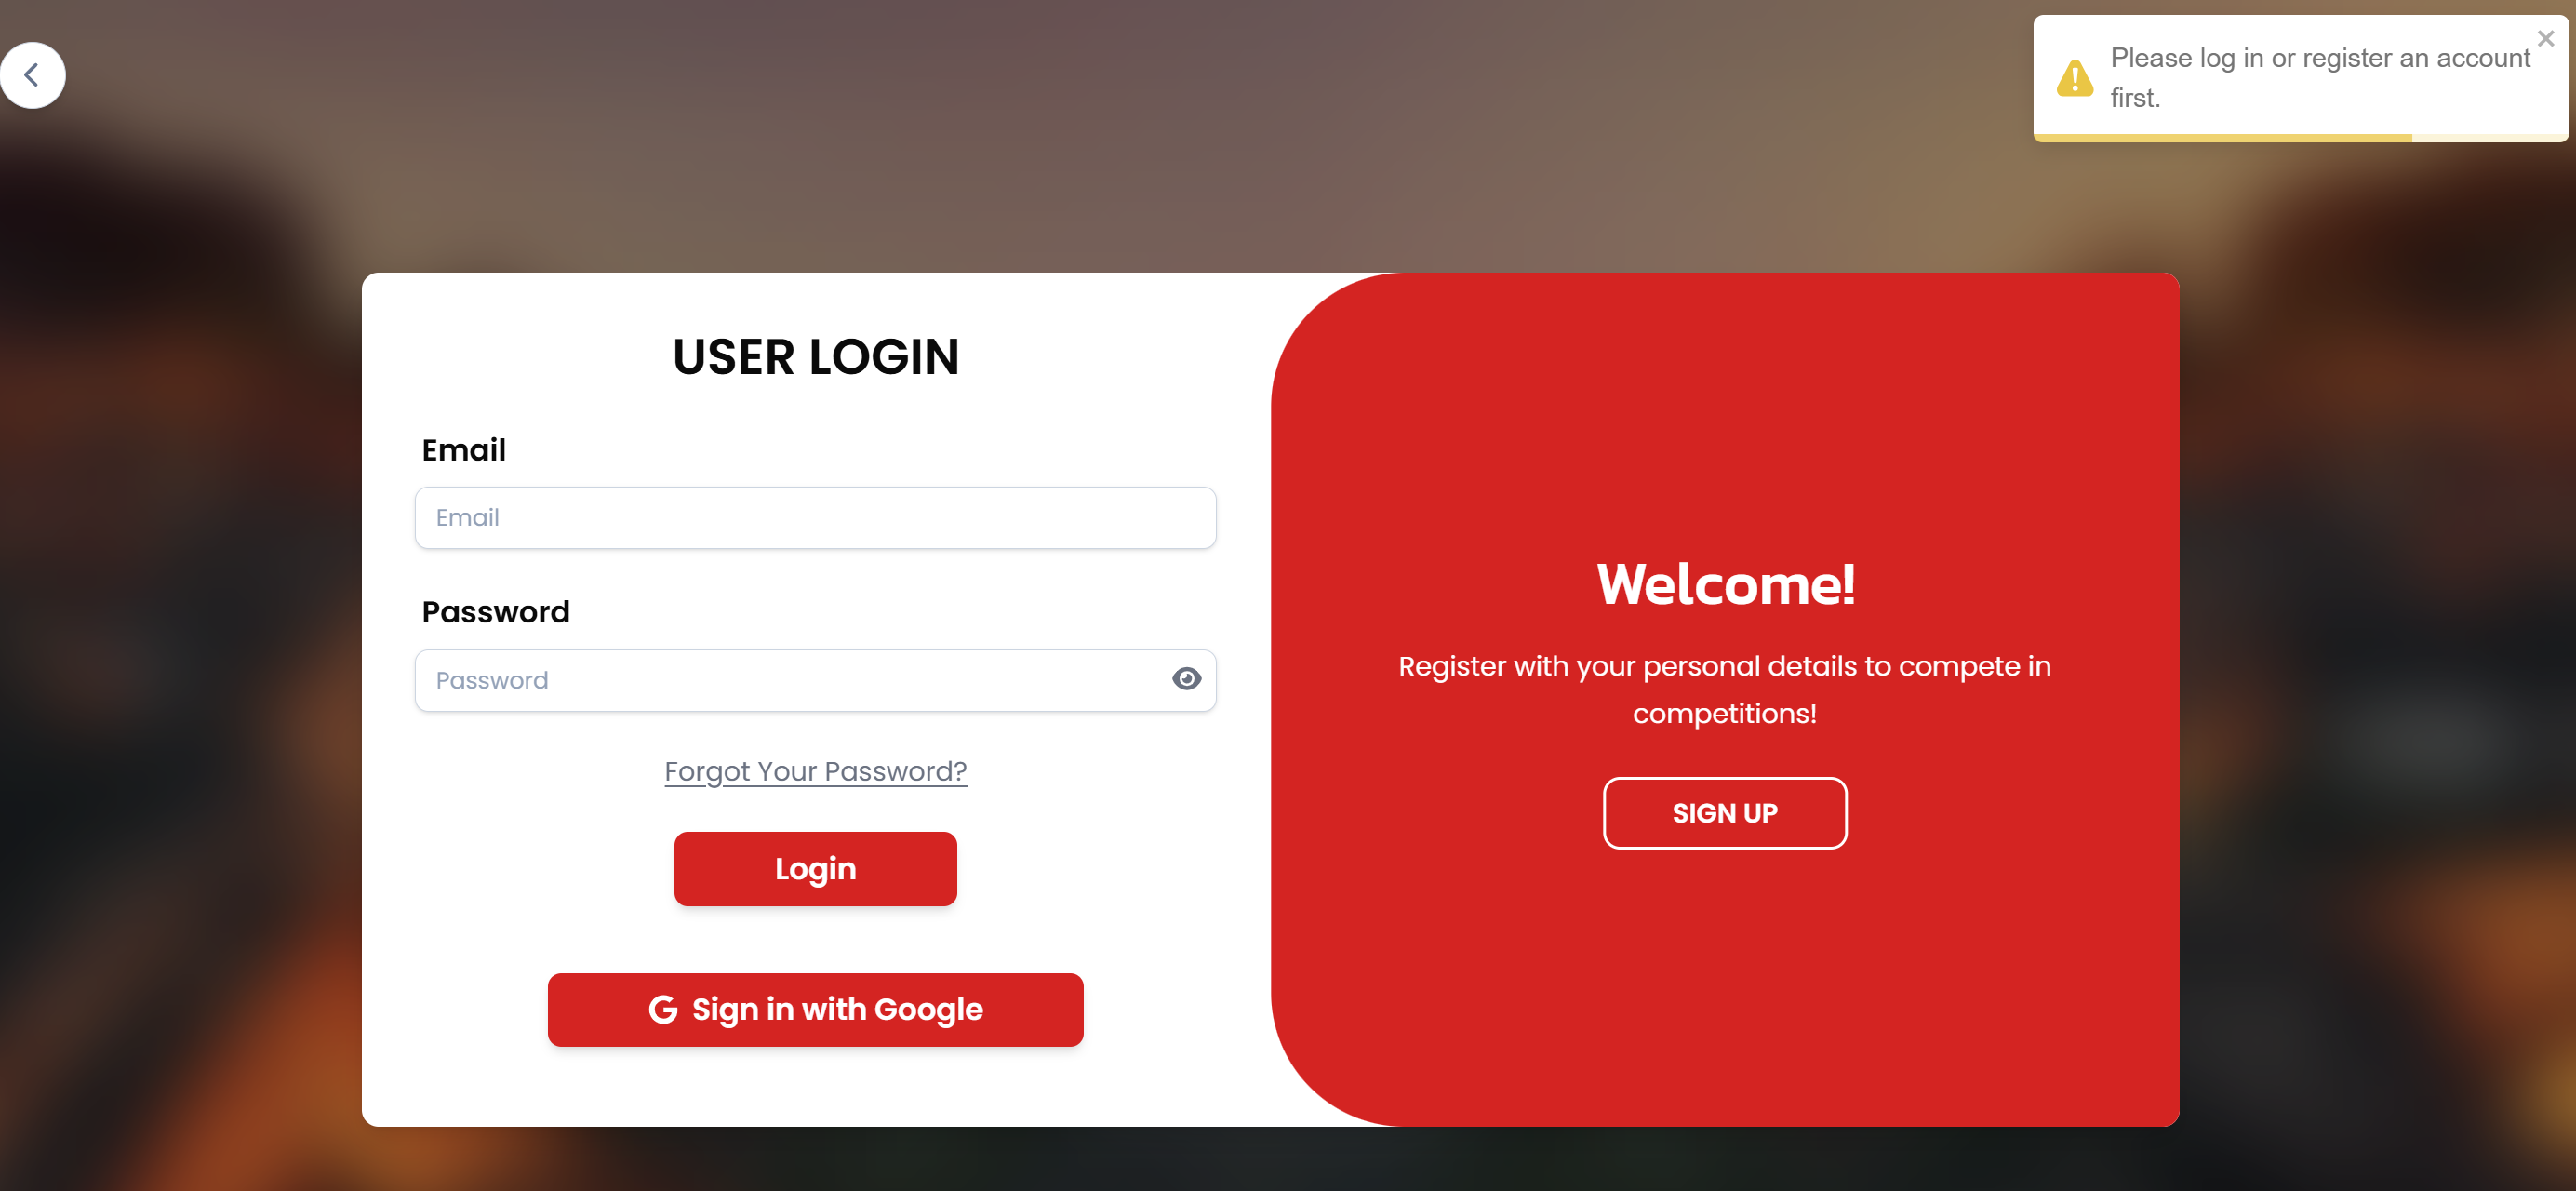 Please log in or register an account
first.
USER LOGIN
Email
Email
Password
Password
Forgot Your Password?
Login
Sign in with Google
Welcome!
Register with your personal details to compete in
competitions!
SIGN UP